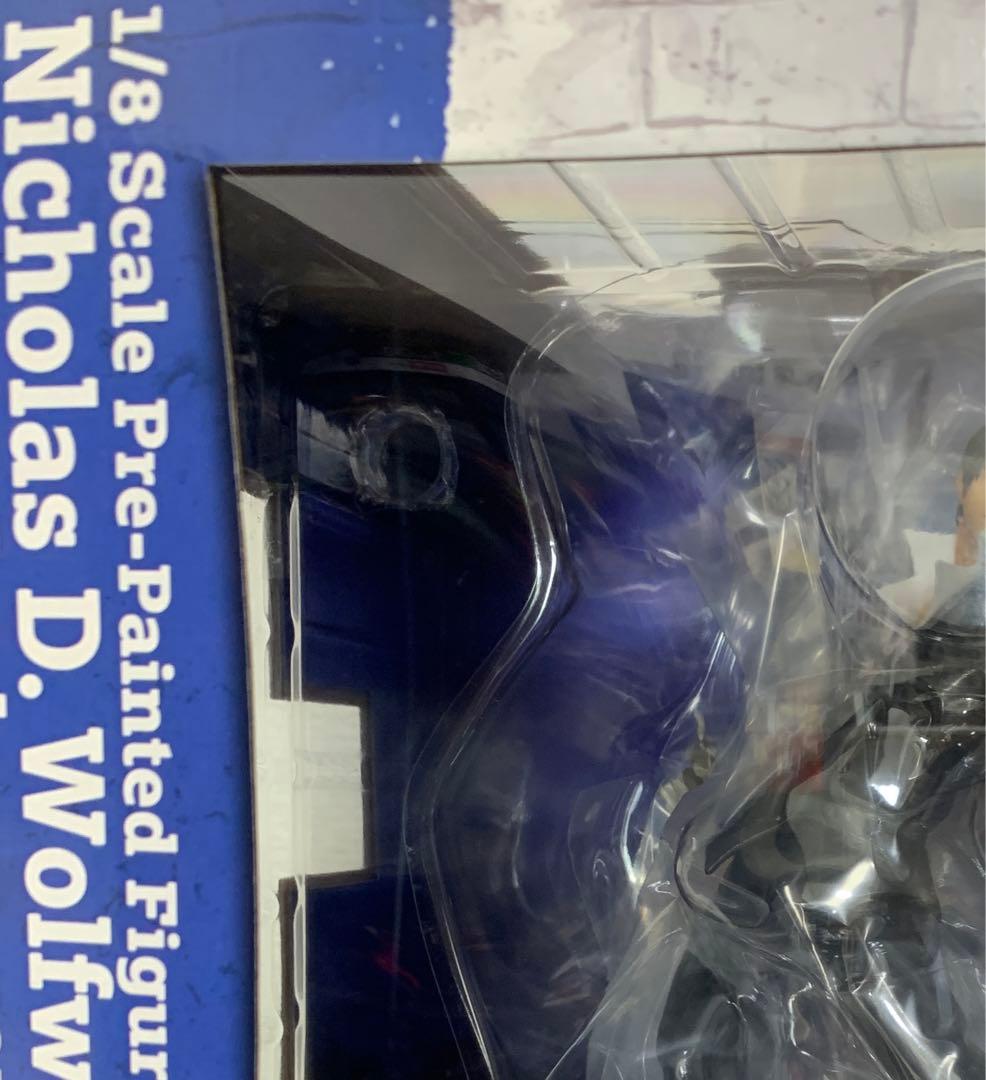 1/8 Scale Pre-Painted Figur
Nicholas D. Wolfw